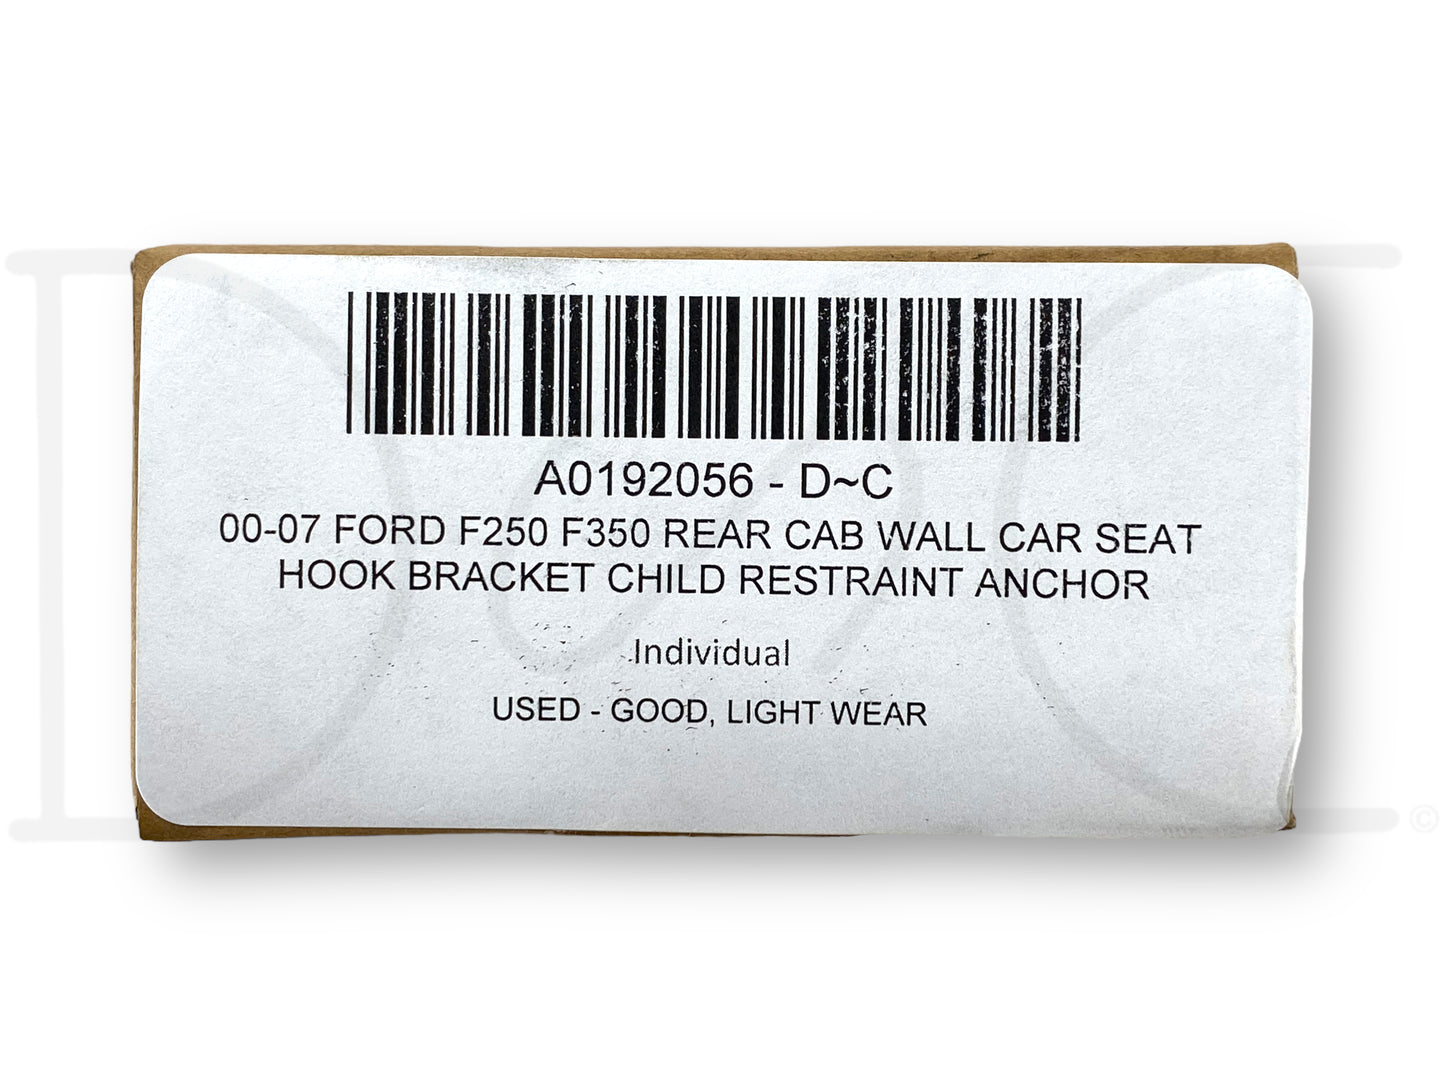 A0192056 - D~C
00-07 FORD F250 F350 REAR CAB WALL CAR SEAT
HOOK BRACKET CHILD RESTRAINT ANCHOR
Individual
USED - GOOD, LIGHT WEAR
©